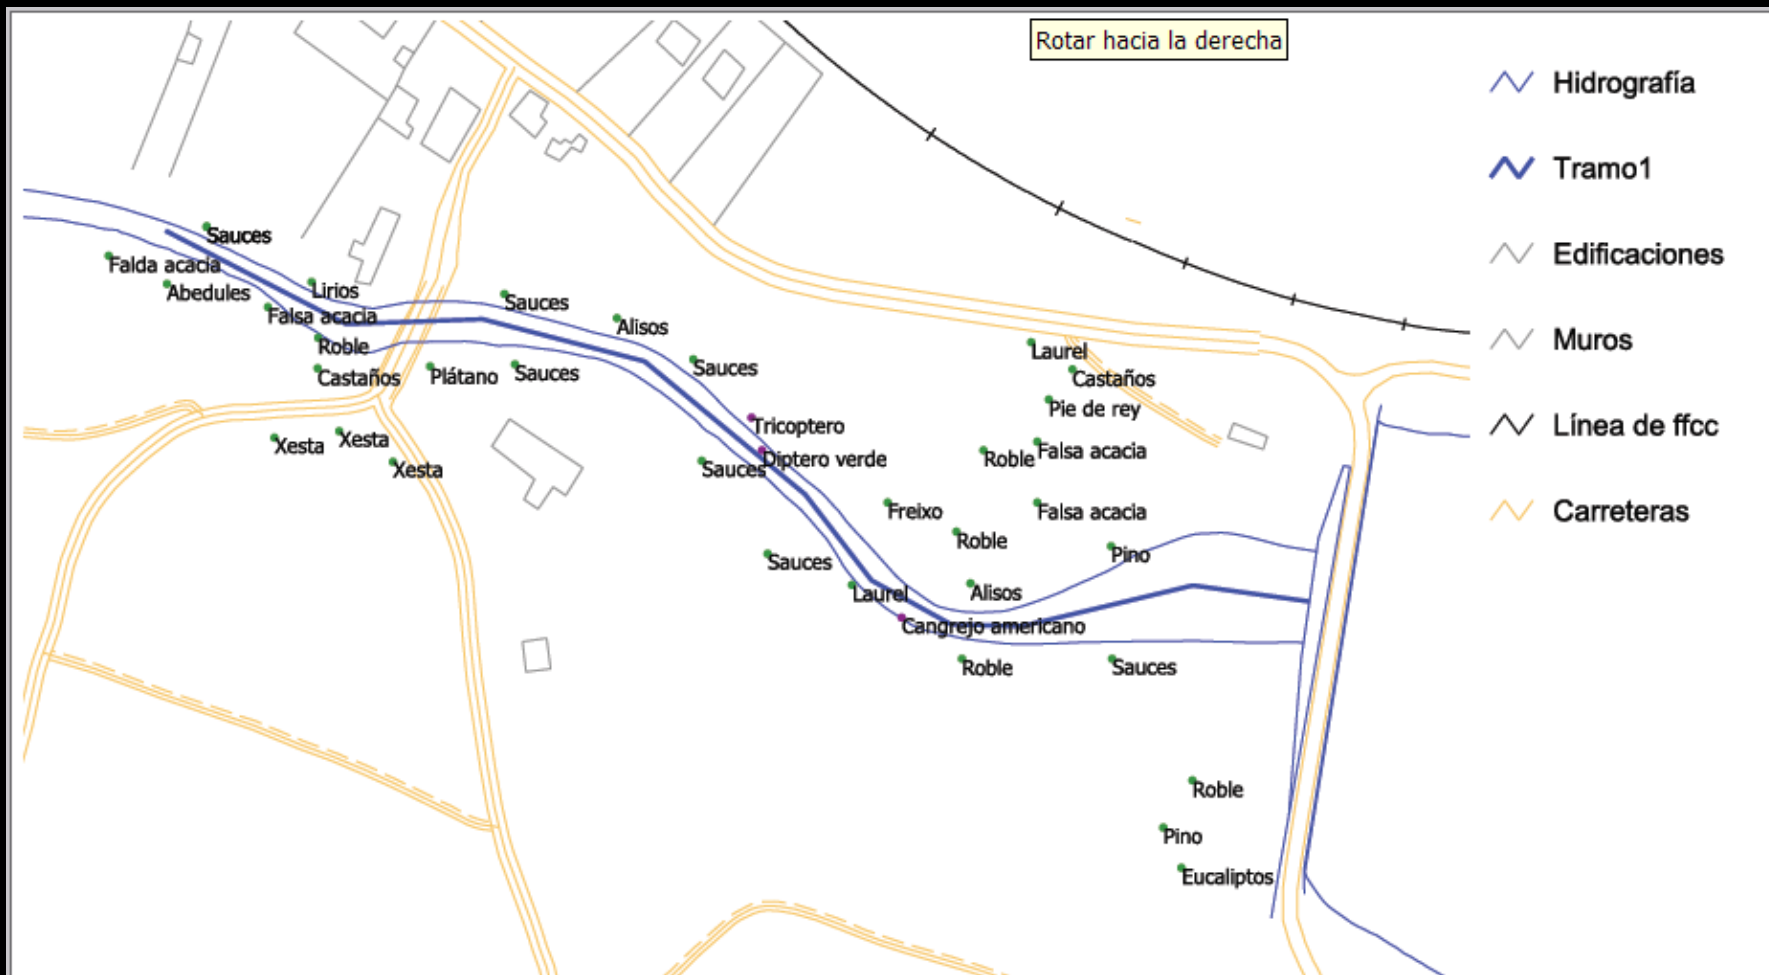 Rotar hacia la derecha
Hidrografía
Tramo1
Edificaciones
Muros
Línea de ffcc
Carreteras
Sauces
Falda acacia
Abedules
Lirios
Falsa acacia
Roble
Castaños
Plátano
Sauces
Sauces
Alisos
Sauces
Xesta
Xesta
Xesta
Tricoptero
Diptero verde
Sauces
Laurel
Castaños
Pie de rey
Falsa acacia
Roble
Freixo
Falsa acacia
Roble
Pino
Sauces
Laurel
Alisos
Cangrejo americano
Roble
Sauces
Roble
Pino
Eucaliptos